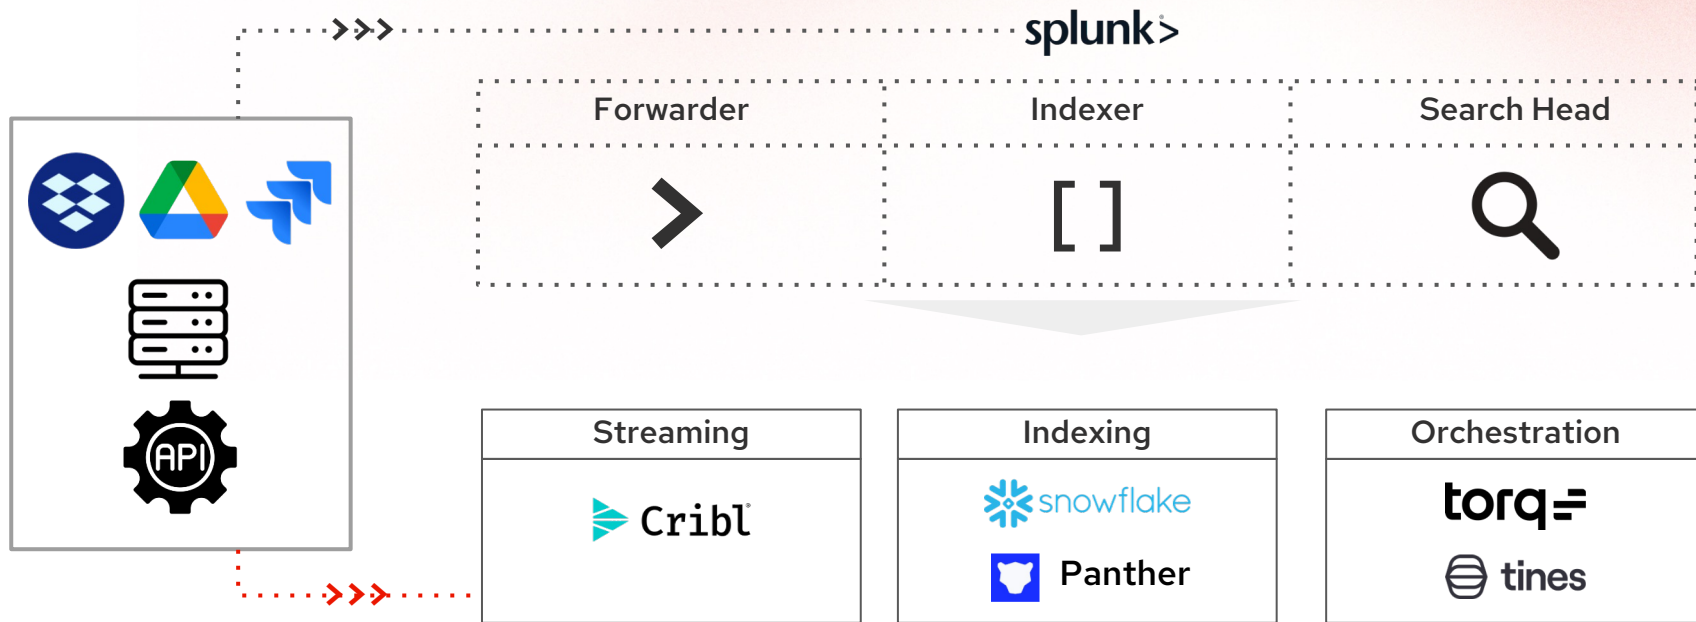 splunk>
Forwarder
Indexer
Search Head
[ ]
API
Streaming
Indexing
Orchestration
Cribl
snowflake
Panther
torq
tines